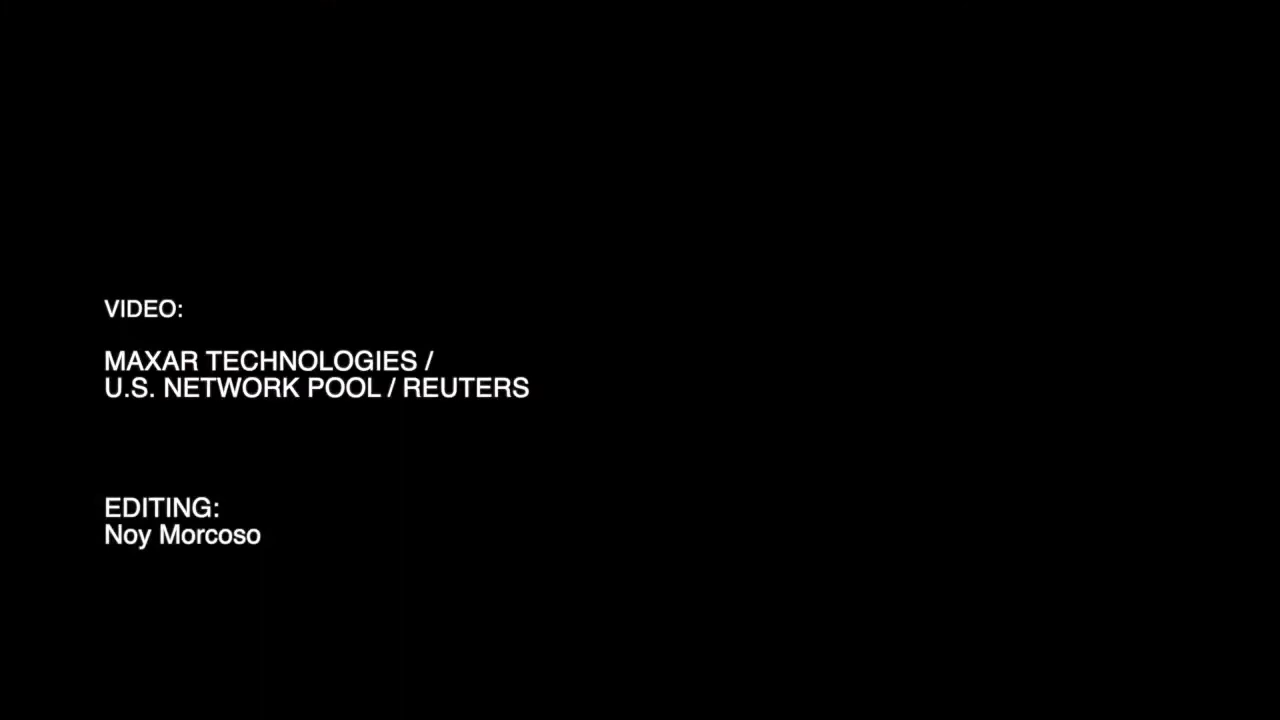 VIDEO:
MAXAR TECHNOLOGIES /
U.S. NETWORK POOL / REUTERS
EDITING:
Noy Morcoso